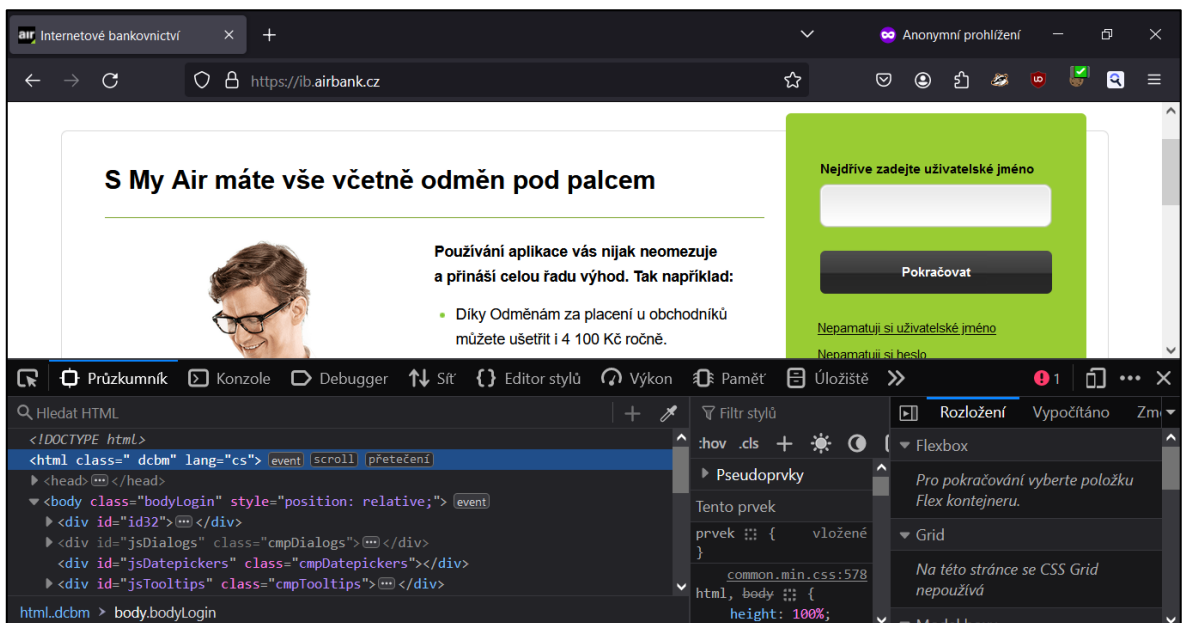 air Internetové bankovnictví
Anonymní prohlížení
https://ib.airbank.cz
S My Air máte vše včetně odměn pod palcem
Používání aplikace vás nijak neomezuje
a přináší celou řadu výhod. Tak například:
Díky Odměnám za placení u obchodníků
můžete ušetřit i 4 100 Kč ročně.
Nejdříve zadejte uživatelské jméno
Pokračovat
Nepamatuji si uživatelské jméno
Nepamatuji si heslo
Průzkumník Konzole Debugger Síť Editor stylů Výkon Paměť Úložiště 1
Hledat HTML
<!DOCTYPE html>
<html class=" dcbm" lang="cs"> event scroll přetečení
<head> ⋯ </head>
<body class="bodyLogin" style="position: relative;"> event
<div id="id32"> ⋯ </div>
<div id="jsDialogs" class="cmpDialogs"> ⋯ </div>
<div id="jsDatepickers" class="cmpDatepickers"></div>
<div id="jsTooltips" class="cmpTooltips"> ⋯ </div>
html..dcbm > body.bodyLogin
Filtr stylů
:hov .cls
Pseudoprvky
Tento prvek
prvek { vložené
}
common.min.css:578
html, body {
height: 100%;
Rozložení Vypočítáno
Flexbox
Pro pokračování vyberte položku
Flex kontejneru.
Grid
Na této stránce se CSS Grid
nepoužívá